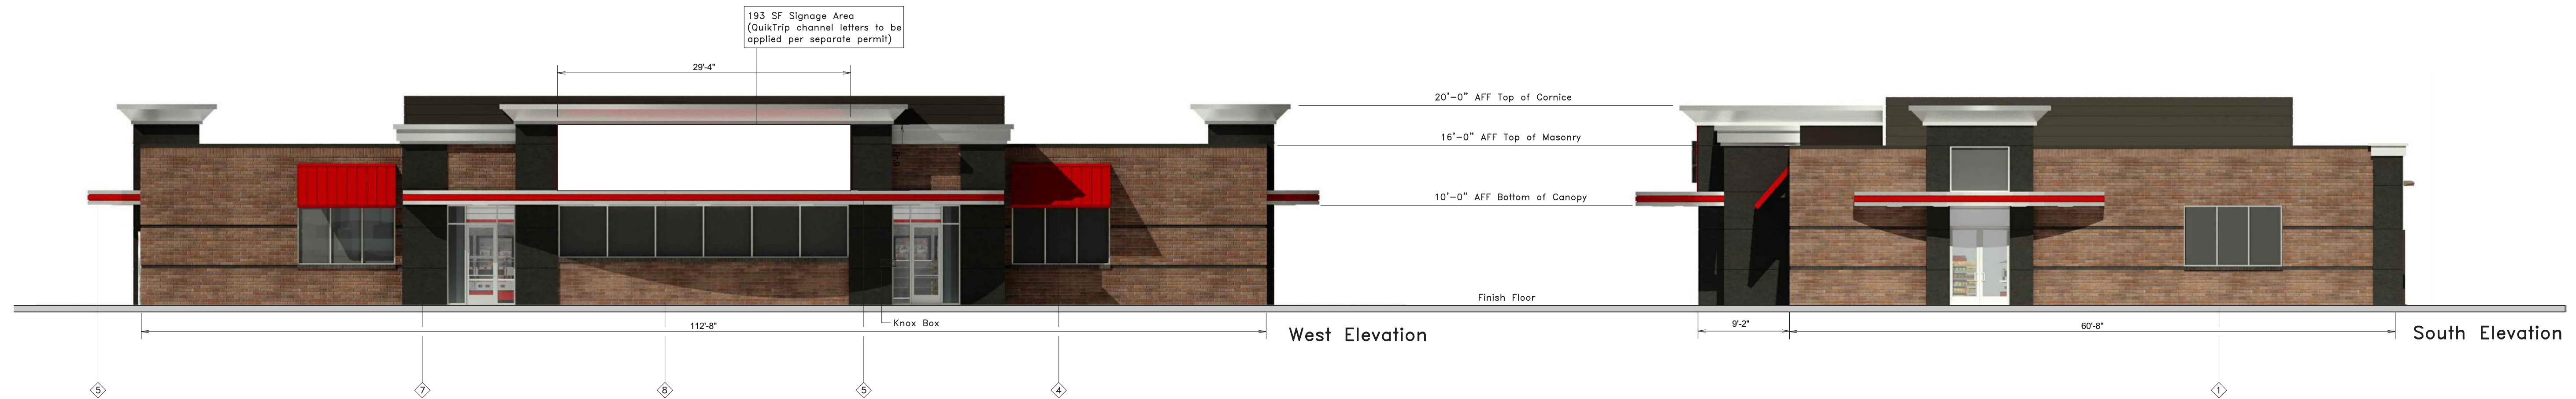 193 SF Signage Area
(QuikTrip channel letters to be
applied per separate permit)
29'-4"
20'-0" AFF Top of Cornice
16'-0" AFF Top of Masonry
10'-0" AFF Bottom of Canopy
Finish Floor
Knox Box
112'-8"
West Elevation
9'-2"
60'-8"
South Elevation
5
7
8
5
4
1